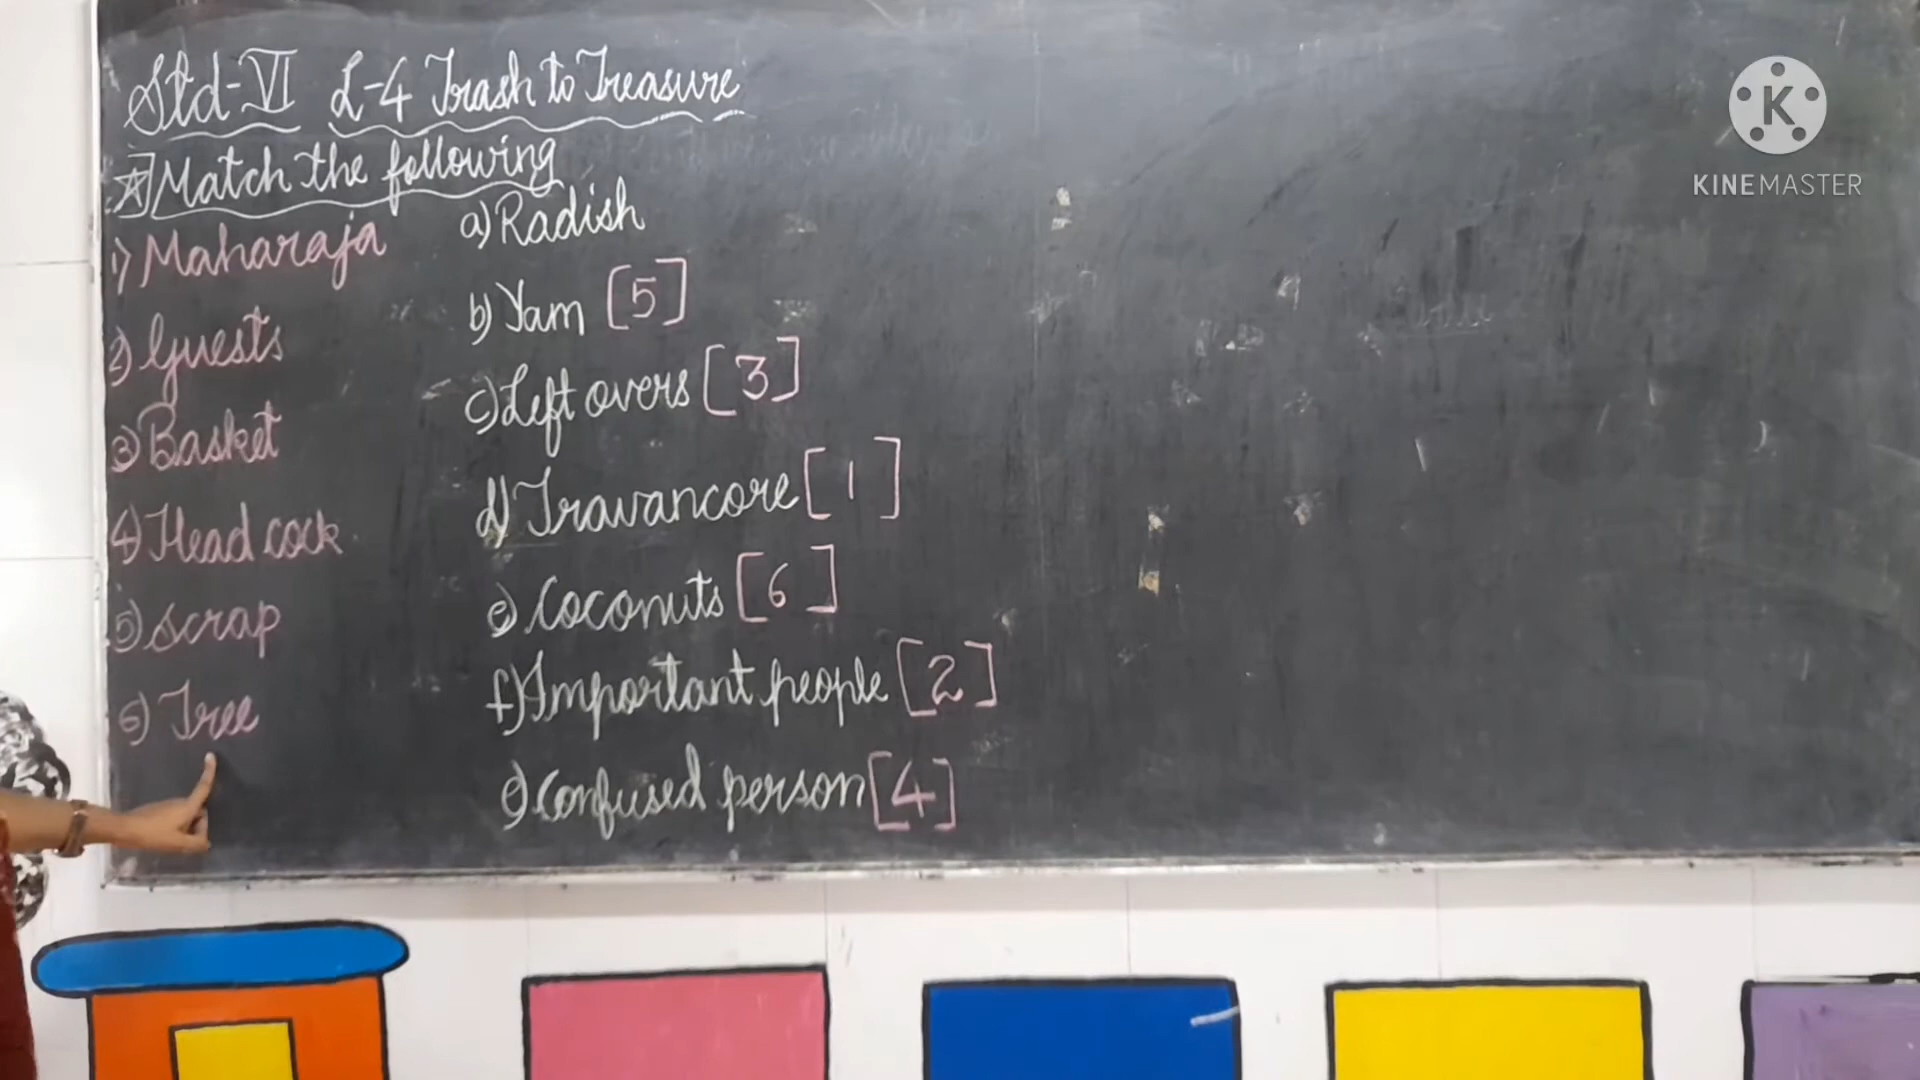 Std-VI L-4 Trash to Treasure
Match the following
1) Maharaja a) Radish
2) Guests b) Yam [5]
3) Basket c) Left overs [3]
4) Head cock d) Travancore [1]
5) Scrap e) Coconuts [6]
6) Tree f) Important people [2]
g) Confused person [4]
K
KINEMASTER